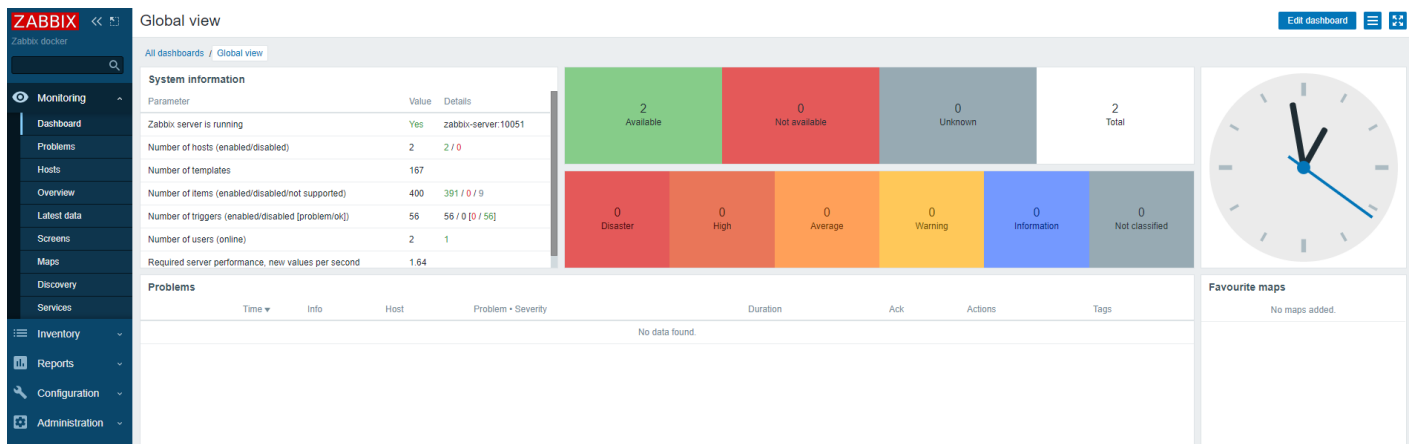 ZABBIX
Zabbix docker
Monitoring
Dashboard
Problems
Hosts
Overview
Latest data
Screens
Maps
Discovery
Services
Inventory
Reports
Configuration
Administration
Global view
Edit dashboard
All dashboards / Global view
System information
Parameter Value Details
Zabbix server is running Yes zabbix-server:10051
Number of hosts (enabled/disabled) 2 2 / 0
Number of templates 167
Number of items (enabled/disabled/not supported) 400 391 / 0 / 9
Number of triggers (enabled/disabled [problem/ok]) 56 56 / 0 [0 / 56]
Number of users (online) 2 1
Required server performance, new values per second 1.64
2 0 0 2
Available Not available Unknown Total
0 0 0 0 0 0
Disaster High Average Warning Information Not classified
Problems
Time Info Host Problem • Severity Duration Ack Actions Tags
No data found.
Favourite maps
No maps added.